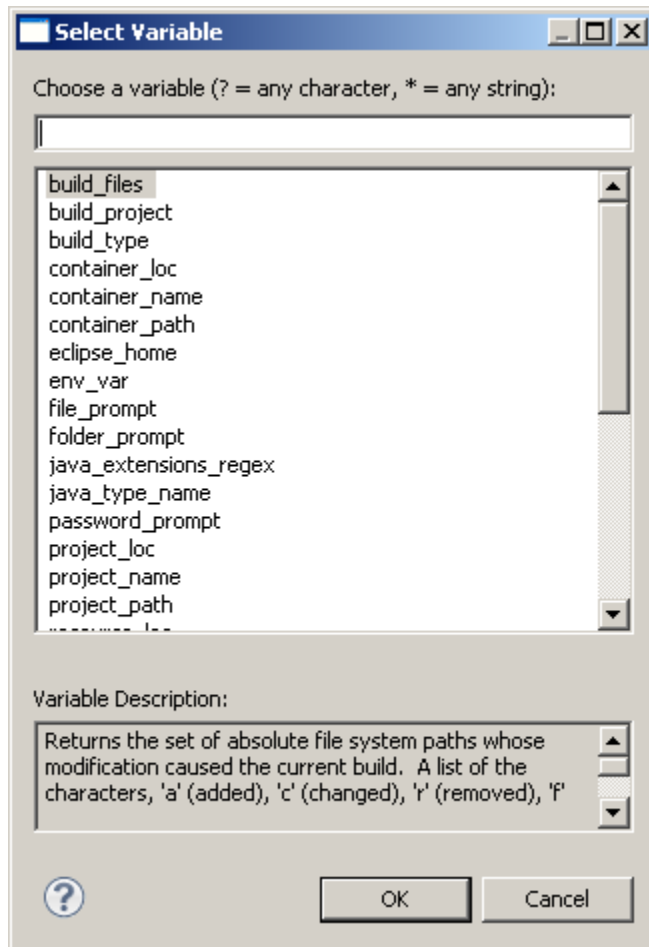 Select Variable
Choose a variable (? = any character, * = any string):
build_files
build_project
build_type
container_loc
container_name
container_path
eclipse_home
env_var
file_prompt
folder_prompt
java_extensions_regex
java_type_name
password_prompt
project_loc
project_name
project_path
Variable Description:
Returns the set of absolute file system paths whose
modification caused the current build.  A list of the
characters, 'a' (added), 'c' (changed), 'r' (removed), 'f'
?
OK
Cancel